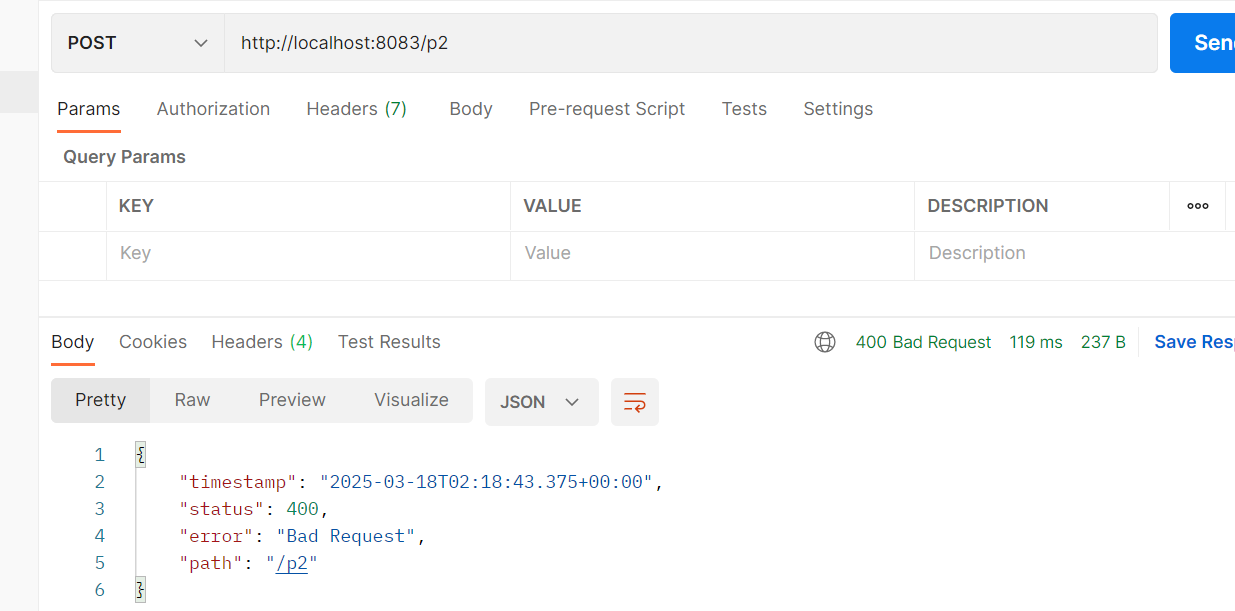 POST http://localhost:8083/p2
Params Authorization Headers (7) Body Pre-request Script Tests Settings
Query Params
KEY VALUE DESCRIPTION
Key Value Description
Body Cookies Headers (4) Test Results 400 Bad Request 119 ms 237 B Save
Pretty Raw Preview Visualize JSON
1 {
2 "timestamp": "2025-03-18T02:18:43.375+00:00",
3 "status": 400,
4 "error": "Bad Request",
5 "path": "/p2"
6 }